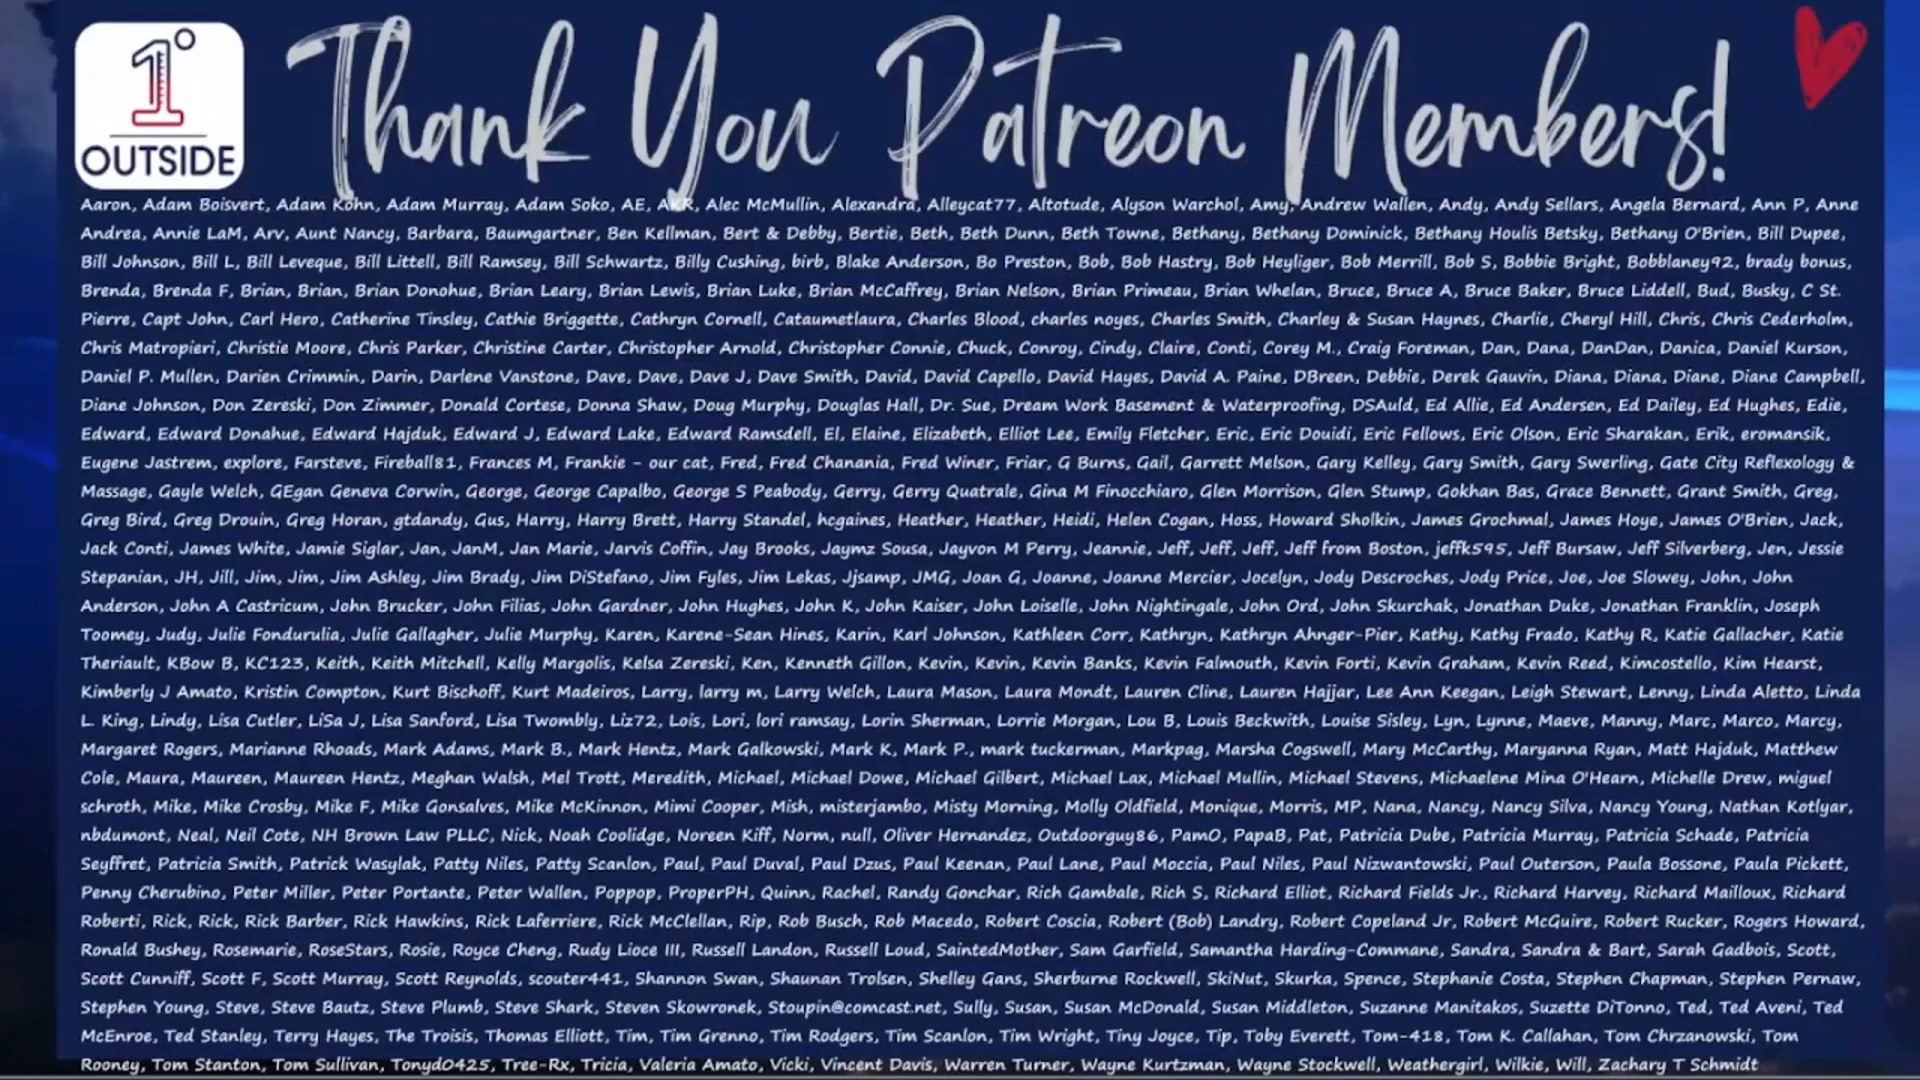 1°
OUTSIDE
Thank You Patreon Members!
Aaron, Adam Boisvert, Adam Kohn, Adam Murray, Adam Soko, AE, AKR, Alec McMullin, Alexandra, Alleycat77, Altotude, Alyson Warchol, Amy, Andrew Wallen, Andy, Andy Sellars, Angela Bernard, Ann P, Anne
Andrea, Annie LaM, Arv, Aunt Nancy, Barbara, Baumgartner, Ben Kellman, Bert & Debby, Bertie, Beth, Beth Dunn, Beth Towne, Bethany, Bethany Dominick, Bethany Houlis Betsky, Bethany O'Brien, Bill Dupee,
Bill Johnson, Bill L, Bill Leveque, Bill Littell, Bill Ramsey, Bill Schwartz, Billy Cushing, birb, Blake Anderson, Bo Preston, Bob, Bob Hastry, Bob Heyliger, Bob Merrill, Bob S, Bobbie Bright, Bobblaney92, brady bonus,
Brenda, Brenda F, Brian, Brian, Brian Donohue, Brian Leary, Brian Lewis, Brian Luke, Brian McCaffrey, Brian Nelson, Brian Primeau, Brian Whelan, Bruce, Bruce A, Bruce Baker, Bruce Liddell, Bud, Busky, C St.
Pierre, Capt John, Carl Hero, Catherine Tinsley, Cathie Briggette, Cathryn Cornell, Cataumetlaura, Charles Blood, charles noyes, Charles Smith, Charley & Susan Haynes, Charlie, Cheryl Hill, Chris, Chris Cederholm,
Chris Matropieri, Christie Moore, Chris Parker, Christine Carter, Christopher Arnold, Christopher Connie, Chuck, Conroy, Cindy, Claire, Conti, Corey M., Craig Foreman, Dan, Dana, DanDan, Danica, Daniel Kurson,
Daniel P. Mullen, Darien Crimmin, Darin, Darlene Vanstone, Dave, Dave, Dave J, Dave Smith, David, David Capello, David Hayes, David A. Paine, DBreen, Debbie, Derek Gauvin, Diana, Diana, Diane, Diane Campbell,
Diane Johnson, Don Zereski, Don Zimmer, Donald Cortese, Donna Shaw, Doug Murphy, Douglas Hall, Dr. Sue, Dream Work Basement & Waterproofing, DSAuld, Ed Allie, Ed Andersen, Ed Dailey, Ed Hughes, Edie,
Edward, Edward Donahue, Edward Hajduk, Edward J, Edward Lake, Edward Ramsdell, El, Elaine, Elizabeth, Elliot Lee, Emily Fletcher, Eric, Eric Douidi, Eric Fellows, Eric Olson, Eric Sharakan, Erik, eromansik,
Eugene Jastrem, explore, Farsteve, Fireball81, Frances M, Frankie - our cat, Fred, Fred Chanania, Fred Winer, Friar, G Burns, Gail, Garrett Melson, Gary Kelley, Gary Smith, Gary Swerling, Gate City Reflexology &
Massage, Gayle Welch, GEgan Geneva Corwin, George, George Capalbo, George S Peabody, Gerry, Gerry Quatrale, Gina M Finocchiaro, Glen Morrison, Glen Stump, Gokhan Bas, Grace Bennett, Grant Smith, Greg,
Greg Bird, Greg Drouin, Greg Horan, gtdandy, Gus, Harry, Harry Brett, Harry Standel, hcgaines, Heather, Heather, Heidi, Helen Cogan, Hoss, Howard Sholkin, James Grochmal, James Hoye, James O'Brien, Jack,
Jack Conti, James White, Jamie Siglar, Jan, JanM, Jan Marie, Jarvis Coffin, Jay Brooks, Jaymz Sousa, Jayvon M Perry, Jeannie, Jeff, Jeff, Jeff, Jeff from Boston, jeffk595, Jeff Bursaw, Jeff Silverberg, Jen, Jessie
Stepanian, JH, Jill, Jim, Jim, Jim Ashley, Jim Brady, Jim DiStefano, Jim Fyles, Jim Lekas, Jjsamp, JMG, Joan G, Joanne, Joanne Mercier, Jocelyn, Jody Descroches, Jody Price, Joe, Joe Slowey, John, John
Anderson, John A Castricum, John Brucker, John Filias, John Gardner, John Hughes, John K, John Kaiser, John Loiselle, John Nightingale, John Ord, John Skurchak, Jonathan Duke, Jonathan Franklin, Joseph
Toomey, Judy, Julie Fondurulia, Julie Gallagher, Julie Murphy, Karen, Karene-Sean Hines, Karin, Karl Johnson, Kathleen Corr, Kathryn, Kathryn Ahnger-Pier, Kathy, Kathy Frado, Kathy R, Katie Gallacher, Katie
Theriault, KBow B, KC123, Keith, Keith Mitchell, Kelly Margolis, Kelsa Zereski, Ken, Kenneth Gillon, Kevin, Kevin, Kevin Banks, Kevin Falmouth, Kevin Forti, Kevin Graham, Kevin Reed, Kimcostello, Kim Hearst,
Kimberly J Amato, Kristin Compton, Kurt Bischoff, Kurt Madeiros, Larry, larry m, Larry Welch, Laura Mason, Laura Mondt, Lauren Cline, Lauren Hajjar, Lee Ann Keegan, Leigh Stewart, Lenny, Linda Aletto, Linda
L. King, Lindy, Lisa Cutler, LiSa J, Lisa Sanford, Lisa Twombly, Liz72, Lois, Lori, lori ramsay, Lorin Sherman, Lorrie Morgan, Lou B, Louis Beckwith, Louise Sisley, Lyn, Lynne, Maeve, Manny, Marc, Marco, Marcy,
Margaret Rogers, Marianne Rhoads, Mark Adams, Mark B., Mark Hentz, Mark Galkowski, Mark K, Mark P., mark tuckerman, Markpag, Marsha Cogswell, Mary McCarthy, Maryanna Ryan, Matt Hajduk, Matthew
Cole, Maura, Maureen, Maureen Hentz, Meghan Walsh, Mel Trott, Meredith, Michael, Michael Dowe, Michael Gilbert, Michael Lax, Michael Mullin, Michael Stevens, Michaelene Mina O'Hearn, Michelle Drew, miguel
schroth, Mike, Mike Crosby, Mike F, Mike Gonsalves, Mike McKinnon, Mimi Cooper, Mish, misterjambo, Misty Morning, Molly Oldfield, Monique, Morris, MP, Nana, Nancy, Nancy Silva, Nancy Young, Nathan Kotlyar,
nbdumont, Neal, Neil Cote, NH Brown Law PLLC, Nick, Noah Coolidge, Noreen Kiff, Norm, null, Oliver Hernandez, Outdoorguy86, PamO, PapaB, Pat, Patricia Dube, Patricia Murray, Patricia Schade, Patricia
Seyffret, Patricia Smith, Patrick Wasylak, Patty Niles, Patty Scanlon, Paul, Paul Duval, Paul Dzus, Paul Keenan, Paul Lane, Paul Moccia, Paul Niles, Paul Nizwantowski, Paul Outerson, Paula Bossone, Paula Pickett,
Penny Cherubino, Peter Miller, Peter Portante, Peter Wallen, Poppop, ProperPH, Quinn, Rachel, Randy Gonchar, Rich Gambale, Rich S, Richard Elliot, Richard Fields Jr., Richard Harvey, Richard Mailloux, Richard
Roberti, Rick, Rick, Rick Barber, Rick Hawkins, Rick Laferriere, Rick McClellan, Rip, Rob Busch, Rob Macedo, Robert Coscia, Robert (Bob) Landry, Robert Copeland Jr, Robert McGuire, Robert Rucker, Rogers Howard,
Ronald Bushey, Rosemarie, RoseStars, Rosie, Royce Cheng, Rudy Lioce III, Russell Landon, Russell Loud, SaintedMother, Sam Garfield, Samantha Harding-Commane, Sandra, Sandra & Bart, Sarah Gadbois, Scott,
Scott Cunniff, Scott F, Scott Murray, Scott Reynolds, scouter441, Shannon Swan, Shaunan Trolsen, Shelley Gans, Sherburne Rockwell, SkiNut, Skurka, Spence, Stephanie Costa, Stephen Chapman, Stephen Pernaw,
Stephen Young, Steve, Steve Bautz, Steve Plumb, Steve Shark, Steven Skowronek, Stoupin@comcast.net, Sully, Susan, Susan McDonald, Susan Middleton, Suzanne Manitakos, Suzette DiTonno, Ted, Ted Aveni, Ted
McEnroe, Ted Stanley, Terry Hayes, The Troisis, Thomas Elliott, Tim, Tim Grenno, Tim Rodgers, Tim Scanlon, Tim Wright, Tiny Joyce, Tip, Toby Everett, Tom-418, Tom K. Callahan, Tom Chrzanowski, Tom
Rooney, Tom Stanton, Tom Sullivan, Tonyd0425, Tree-Rx, Tricia, Valeria Amato, Vicki, Vincent Davis, Warren Turner, Wayne Kurtzman, Wayne Stockwell, Weathergirl, Wilkie, Will, Zachary T Schmidt